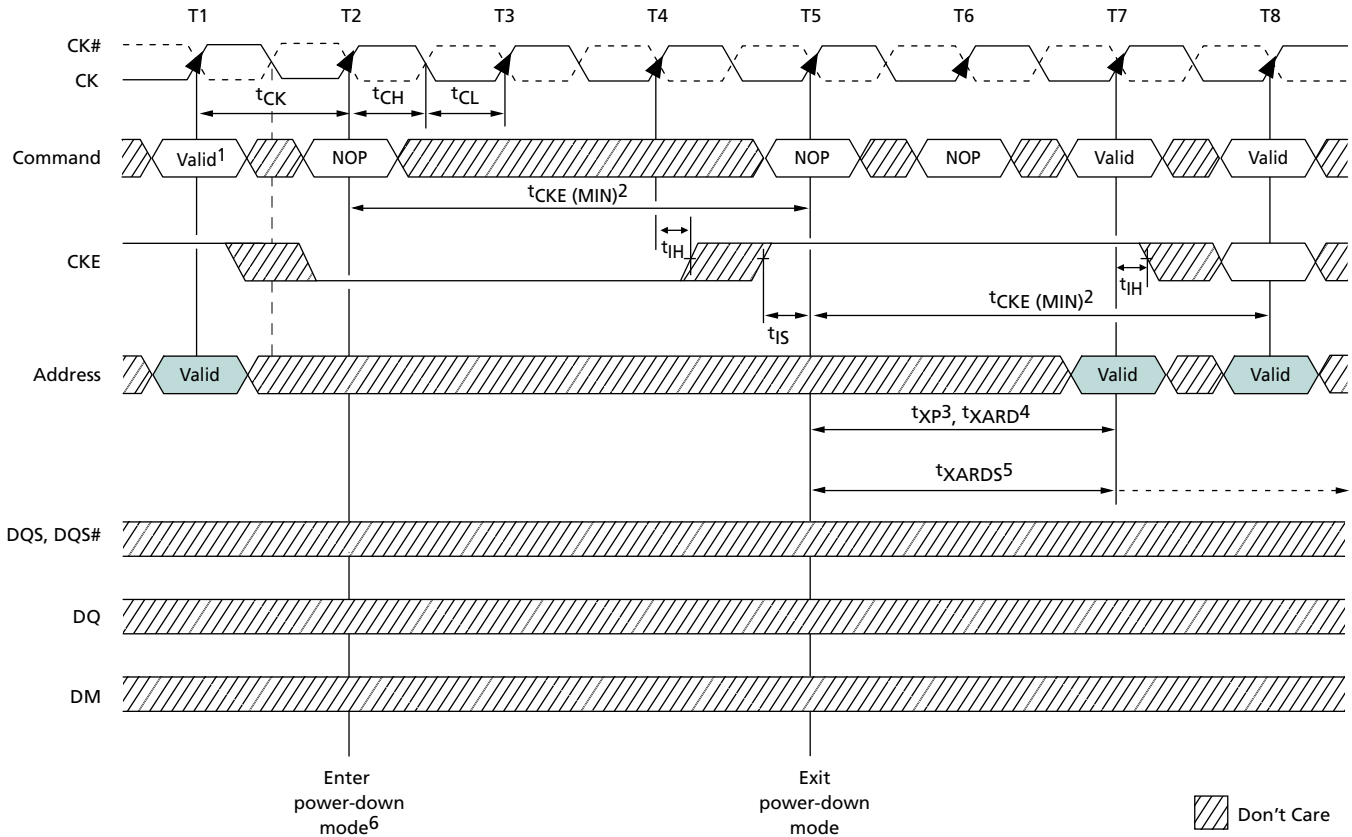 T1 T2 T3 T4 T5 T6 T7 T8
CK#
CK
tCK tCH tCL
Command Valid1 NOP NOP NOP Valid Valid
tCKE (MIN)2
CKE
tIH tIH
tCKE (MIN)2
tIS
Address Valid Valid Valid
tXP3, tXARD4
tXARDS5
DQS, DQS#
DQ
DM
Enter
power-down
mode6
Exit
power-down
mode
Don't Care